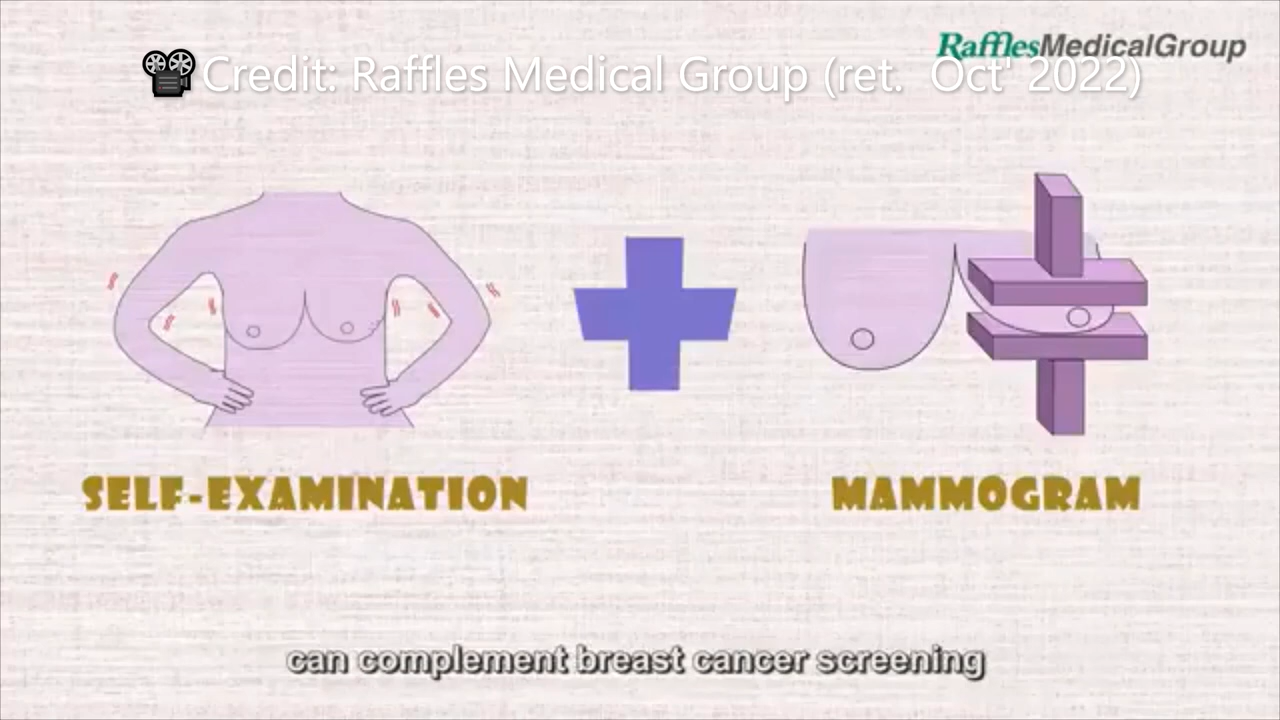 RafflesMedicalGroup
Credit: Raffles Medical Group (ret. Oct' 2022)
SELF-EXAMINATION
MAMMOGRAM
can complement breast cancer screening